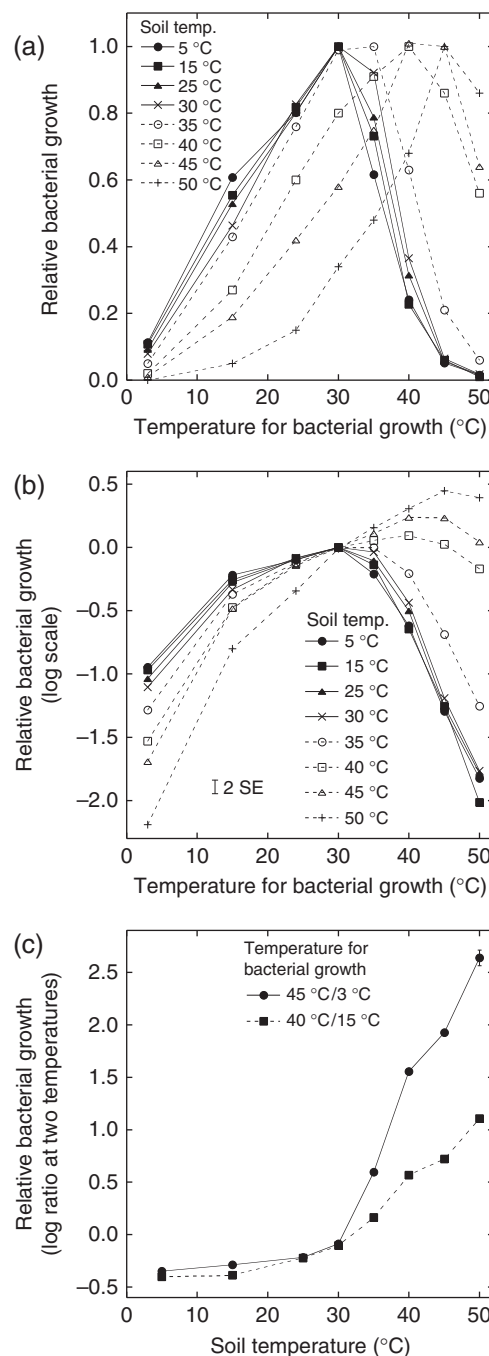 (a)
Relative bacterial growth
Soil temp.
5 °C
15 °C
25 °C
30 °C
35 °C
40 °C
45 °C
50 °C
1.0
0.8
0.6
0.4
0.2
0.0
0 10 20 30 40 50
Temperature for bacterial growth (°C)
(b)
Relative bacterial growth
(log scale)
0.5
0.0
−0.5
−1.0
−1.5
−2.0
Soil temp.
5 °C
15 °C
25 °C
30 °C
35 °C
40 °C
45 °C
50 °C
2 SE
0 10 20 30 40 50
Temperature for bacterial growth (°C)
(c)
Relative bacterial growth
(log ratio at two temperatures)
Temperature for
bacterial growth
45 °C/3 °C
40 °C/15 °C
2.5
2.0
1.5
1.0
0.5
0.0
−0.5
0 10 20 30 40 50
Soil temperature (°C)